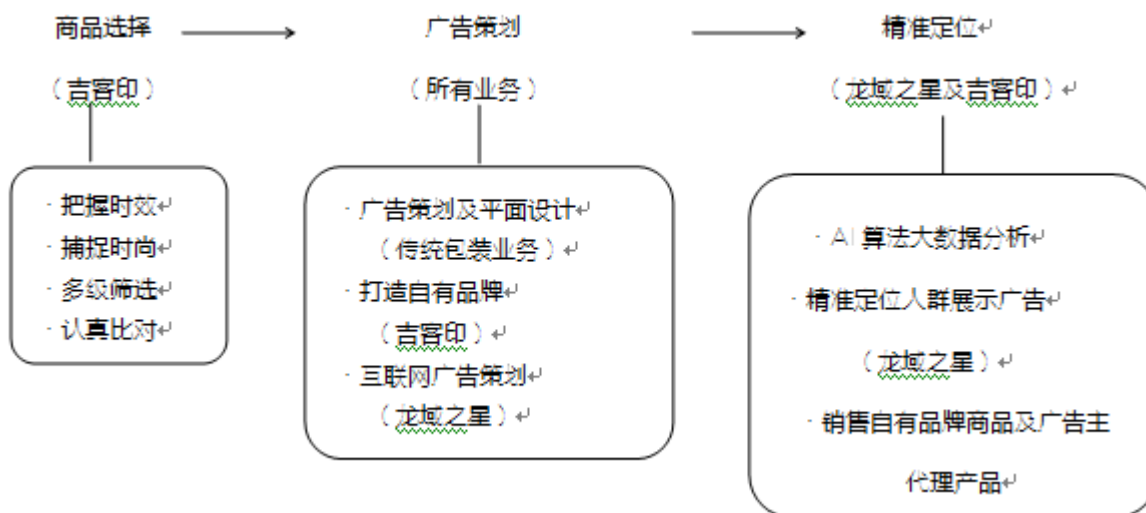 商品选择
（吉客印）
·把握时效
·捕捉时尚
·多级筛选
·认真比对
广告策划
（所有业务）
·广告策划及平面设计
（传统包装业务）
·打造自有品牌
（吉客印）
·互联网广告策划
（龙域之星）
精准定位
（龙域之星及吉客印）
·AI 算法大数据分析
·精准定位人群展示广告
（龙域之星）
·销售自有品牌商品及广告主
代理产品